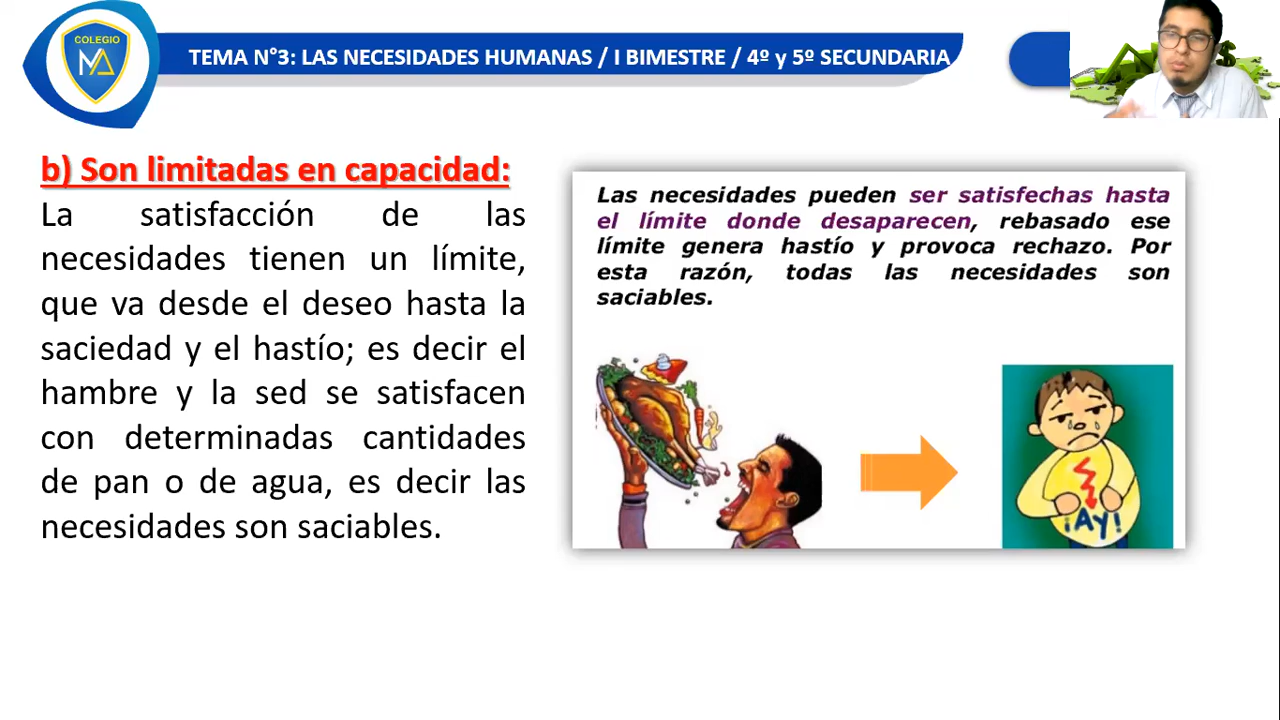 COLEGIO
MA
TEMA N°3: LAS NECESIDADES HUMANAS / I BIMESTRE / 4º y 5º SECUNDARIA
b) Son limitadas en capacidad:
La satisfacción de las
necesidades tienen un límite,
que va desde el deseo hasta la
saciedad y el hastío; es decir el
hambre y la sed se satisfacen
con determinadas cantidades
de pan o de agua, es decir las
necesidades son saciables.
Las necesidades pueden ser satisfechas hasta
el límite donde desaparecen, rebasado ese
límite genera hastío y provoca rechazo. Por
esta razón, todas las necesidades son
saciables.
¡AY!